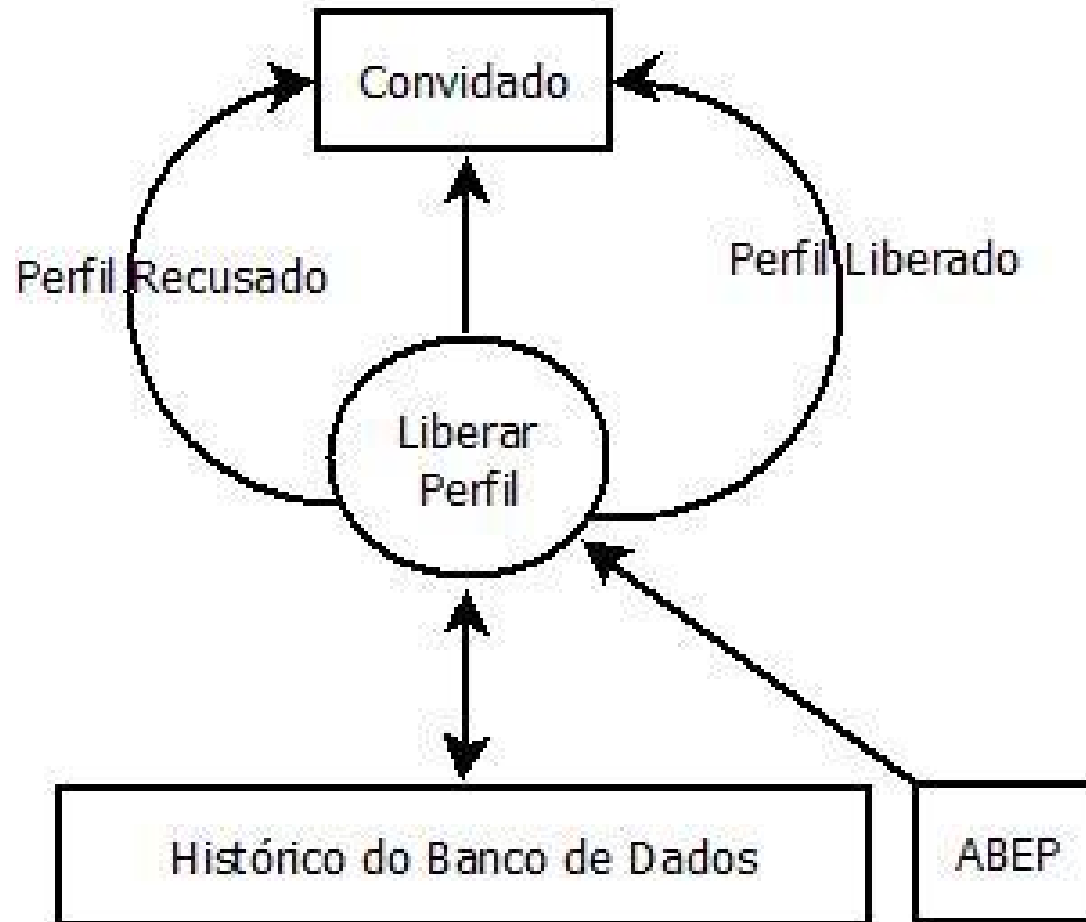 Convidado
Perfil Recusado
Perfil Liberado
Liberar
Perfil
Histórico do Banco de Dados
ABEP